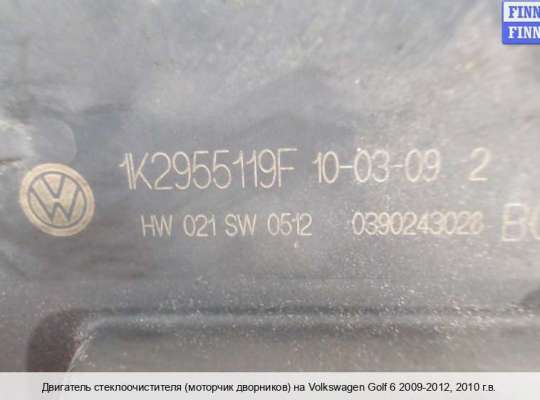 FINN
FINN
1K2955119F 10-03-09 2
HW 021 SW 0512 0390243028
Двигатель стеклоочистителя (моторчик дворников) на Volkswagen Golf 6 2009-2012, 2010 г.в.